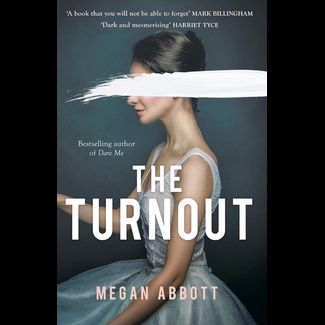 ‘A book that you will not be able to forget’ MARK BILLINGHAM
‘Dark and mesmerising’ HARRIET TYCE
Bestselling author
of Dare Me
THE
TURNOUT
MEGAN ABBOTT